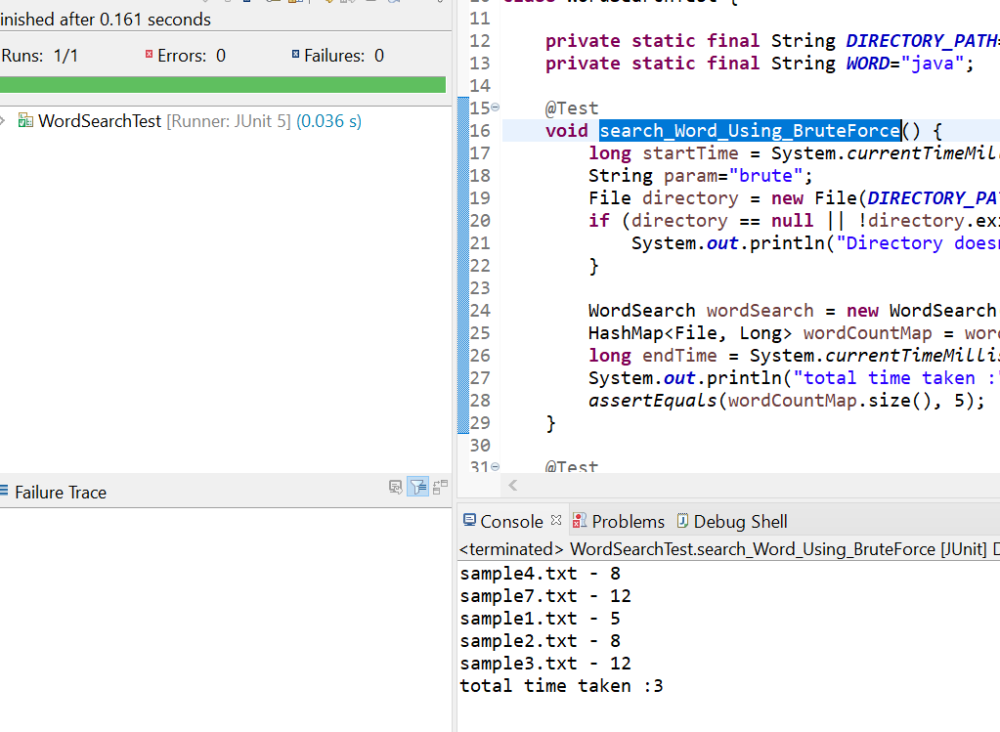 inished after 0.161 seconds
Runs: 1/1 Errors: 0 Failures: 0
WordSearchTest [Runner: JUnit 5] (0.036 s)
Failure Trace
11
12 private static final String DIRECTORY_PATH=
13 private static final String WORD="java";
14
15 @Test
16 void search_Word_Using_BruteForce() {
17 long startTime = System.currentTimeMil
18 String param="brute";
19 File directory = new File(DIRECTORY_PA
20 if (directory == null || !directory.exi
21 System.out.println("Directory doesn
22 }
23
24 WordSearch wordSearch = new WordSearch
25 HashMap<File, Long> wordCountMap = word
26 long endTime = System.currentTimeMillis
27 System.out.println("total time taken :"
28 assertEquals(wordCountMap.size(), 5);
29 }
30
31 @Test
Console Problems Debug Shell
<terminated> WordSearchTest.search_Word_Using_BruteForce [JUnit]
sample4.txt - 8
sample7.txt - 12
sample1.txt - 5
sample2.txt - 8
sample3.txt - 12
total time taken :3